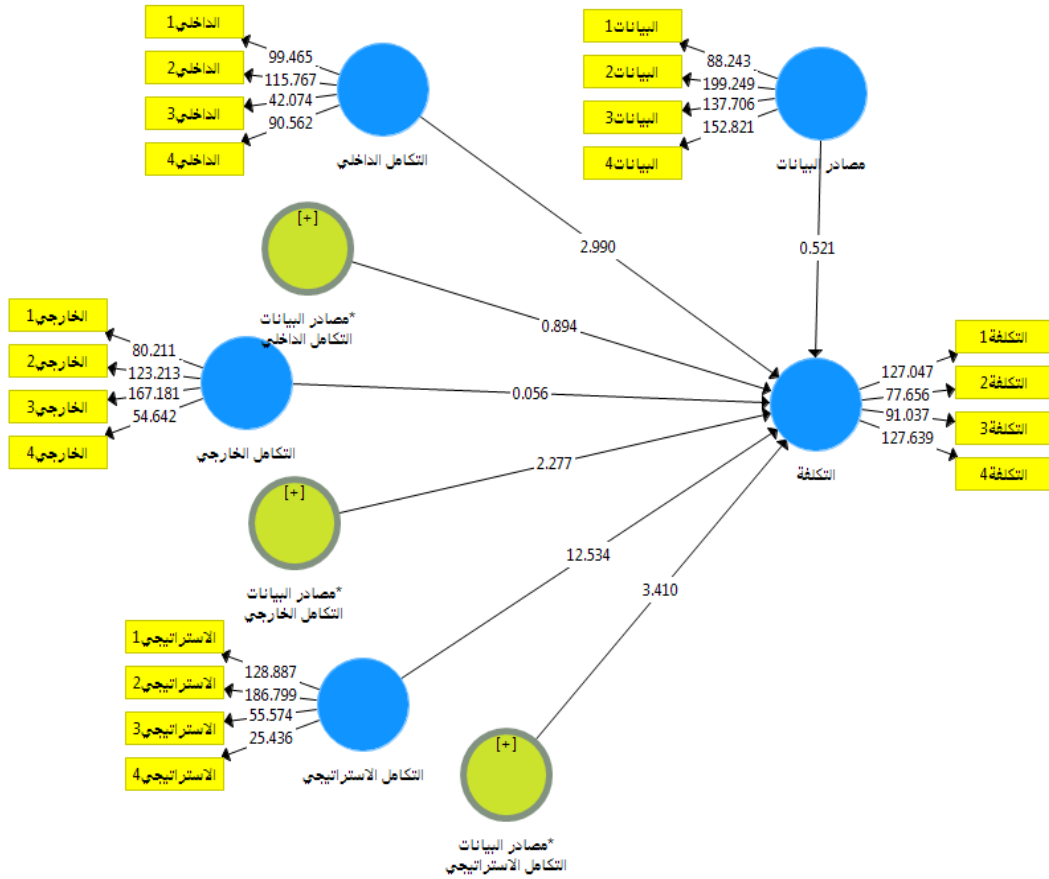 الداخلي1
الداخلي2
الداخلي3
الداخلي4
99.465
115.767
42.074
90.562
التكامل الداخلي
البيانات1
البيانات2
البيانات3
البيانات4
88.243
199.249
137.706
152.821
مصادر البيانات
2.990
0.521
[+]
*مصادر البيانات
التكامل الداخلي
0.894
الخارجي1
الخارجي2
الخارجي3
الخارجي4
80.211
123.213
167.181
54.642
التكامل الخارجي
0.056
127.047
77.656
91.037
127.639
التكلفة1
التكلفة2
التكلفة3
التكلفة4
التكلفة
[+]
*مصادر البيانات
التكامل الخارجي
2.277
12.534
3.410
الاستراتيجي1
الاستراتيجي2
الاستراتيجي3
الاستراتيجي4
128.887
186.799
55.574
25.436
التكامل الاستراتيجي
[+]
*مصادر البيانات
التكامل الاستراتيجي